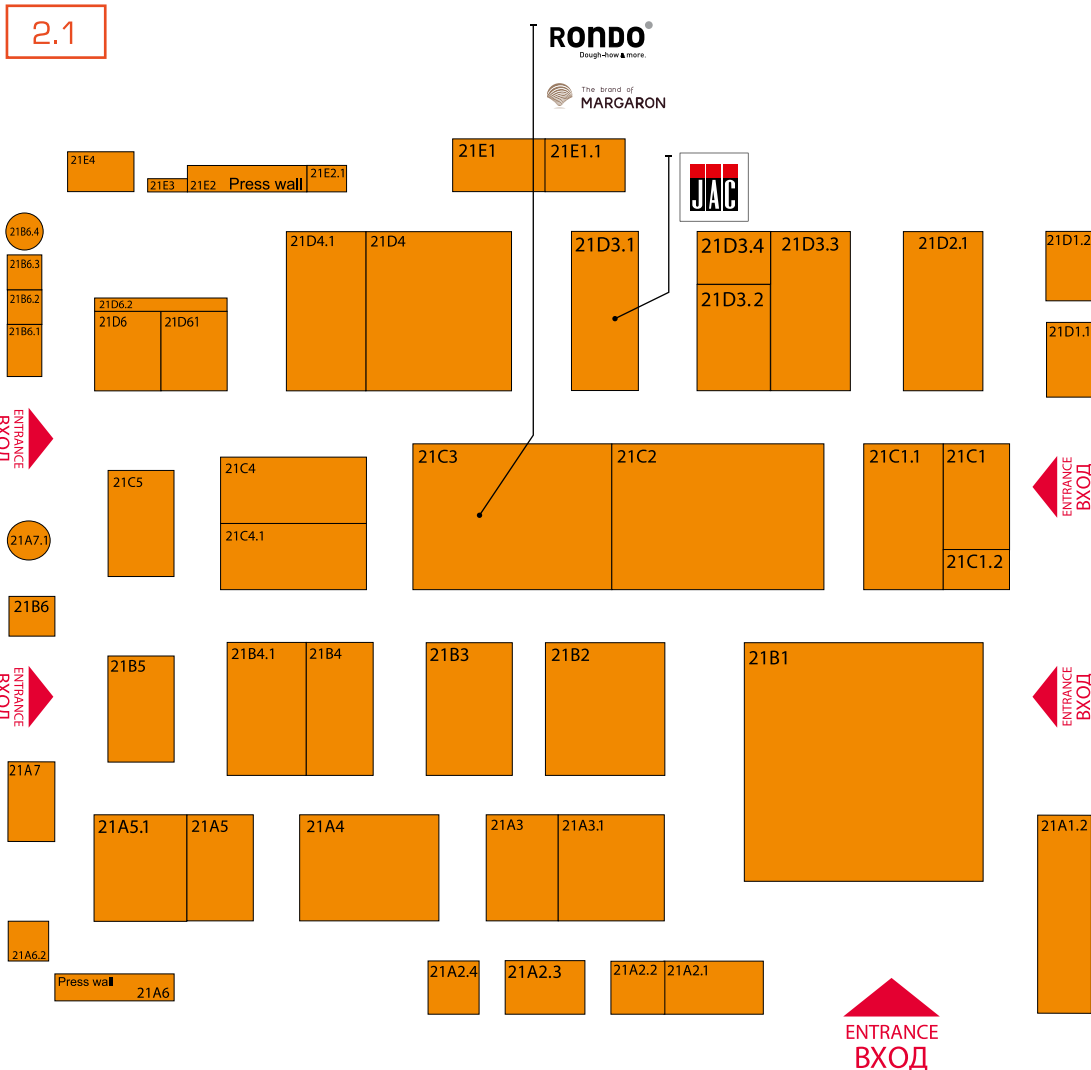 2.1
RONDO
Dough-how & more.
The brand of
MARGARON
21E4
21E3
21E2 Press wall
21E2.1
21E1
21E1.1
JAC
21B6.4
21B6.3
21B6.2
21B6.1
21D6.2
21D6
21D61
21D4.1
21D4
21D3.1
21D3.4
21D3.3
21D3.2
21D2.1
21D1.2
21D1.1
ENTRANCE
ВХОД
21C5
21C4
21C4.1
21C3
21C2
21C1.1
21C1
21C1.2
ENTRANCE
ВХОД
21A7.1
21B6
21B5
21B4.1
21B4
21B3
21B2
21B1
ENTRANCE
ВХОД
ENTRANCE
ВХОД
21A7
21A5.1
21A5
21A4
21A3
21A3.1
21A1.2
21A6.2
Press wall
21A6
21A2.4
21A2.3
21A2.2
21A2.1
ENTRANCE
ВХОД